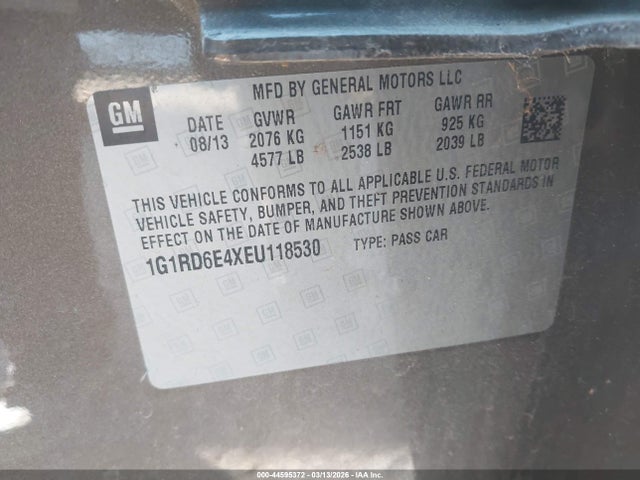 MFD BY GENERAL MOTORS LLC
GM
DATE GVWR GAWR FRT GAWR RR
08/13 2076 KG 1151 KG 925 KG
4577 LB 2538 LB 2039 LB
THIS VEHICLE CONFORMS TO ALL APPLICABLE U.S. FEDERAL MOTOR
VEHICLE SAFETY, BUMPER, AND THEFT PREVENTION STANDARDS IN
EFFECT ON THE DATE OF MANUFACTURE SHOWN ABOVE.
1G1RD6E4XEU118530 TYPE: PASS CAR
000-44595372 - 03/13/2026 - IAA Inc.